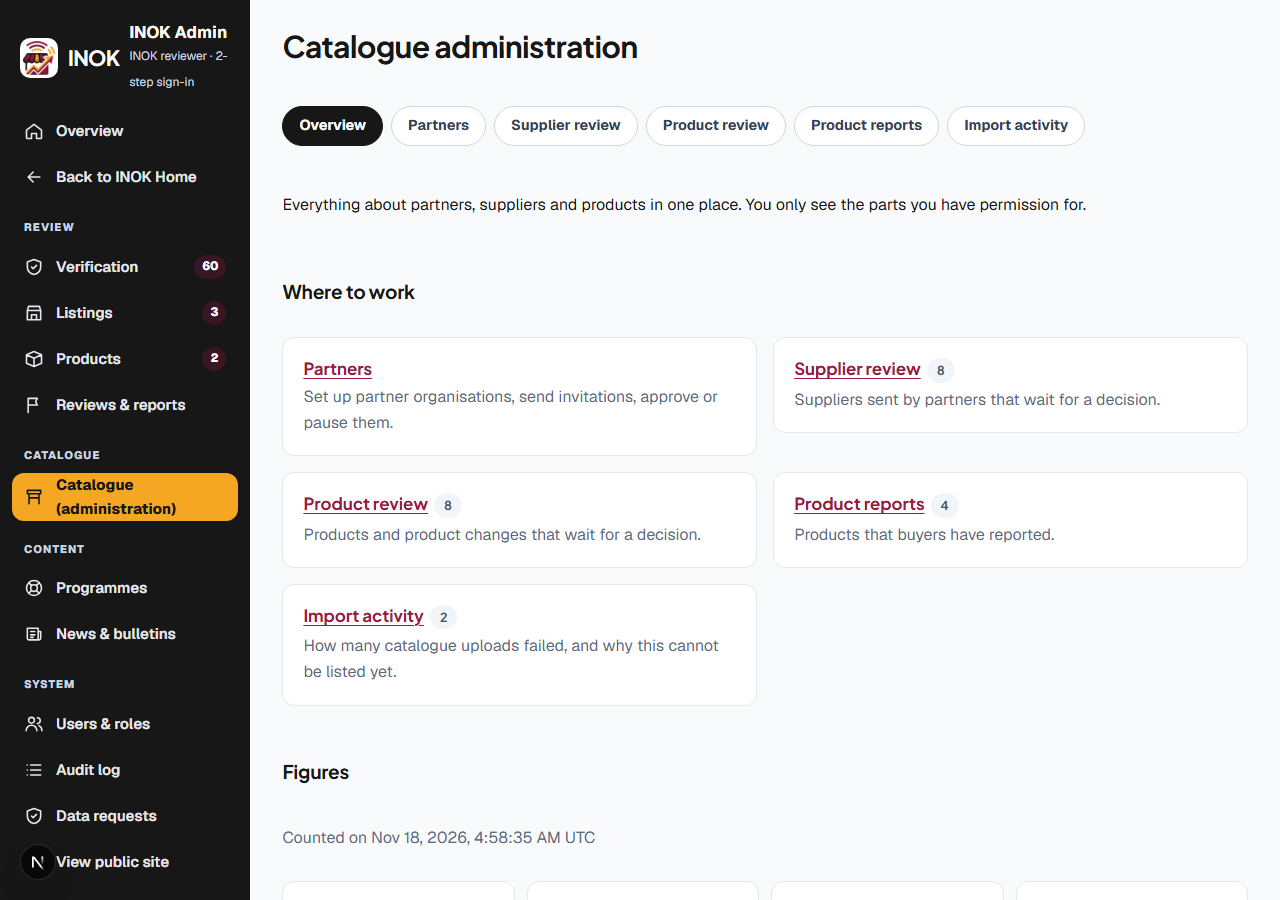 INOK
INOK Admin
INOK reviewer · 2-
step sign-in
Overview
Back to INOK Home
REVIEW
Verification 60
Listings 3
Products 2
Reviews & reports
CATALOGUE
Catalogue
(administration)
CONTENT
Programmes
News & bulletins
SYSTEM
Users & roles
Audit log
Data requests
N View public site
Catalogue administration
Overview Partners Supplier review Product review Product reports Import activity
Everything about partners, suppliers and products in one place. You only see the parts you have permission for.
Where to work
Partners
Set up partner organisations, send invitations, approve or
pause them.
Supplier review 8
Suppliers sent by partners that wait for a decision.
Product review 8
Products and product changes that wait for a decision.
Product reports 4
Products that buyers have reported.
Import activity 2
How many catalogue uploads failed, and why this cannot
be listed yet.
Figures
Counted on Nov 18, 2026, 4:58:35 AM UTC